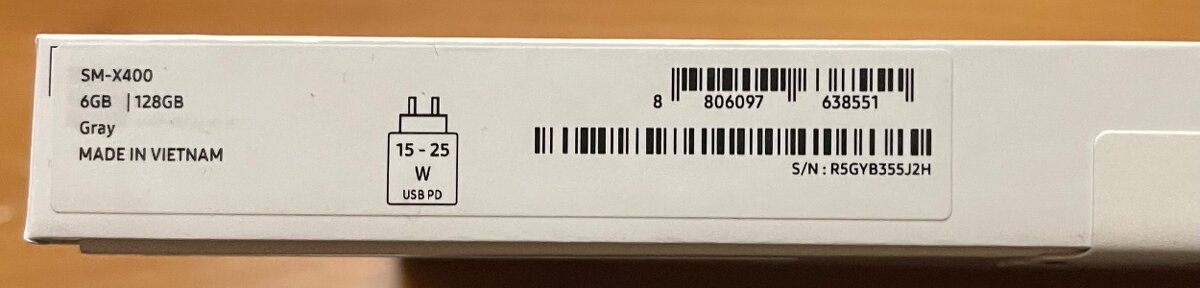 SM-X400
6GB | 128GB
Gray
MADE IN VIETNAM
15 - 25
W
USB PD
8 806097 638551
S/N : R5GYB355J2H